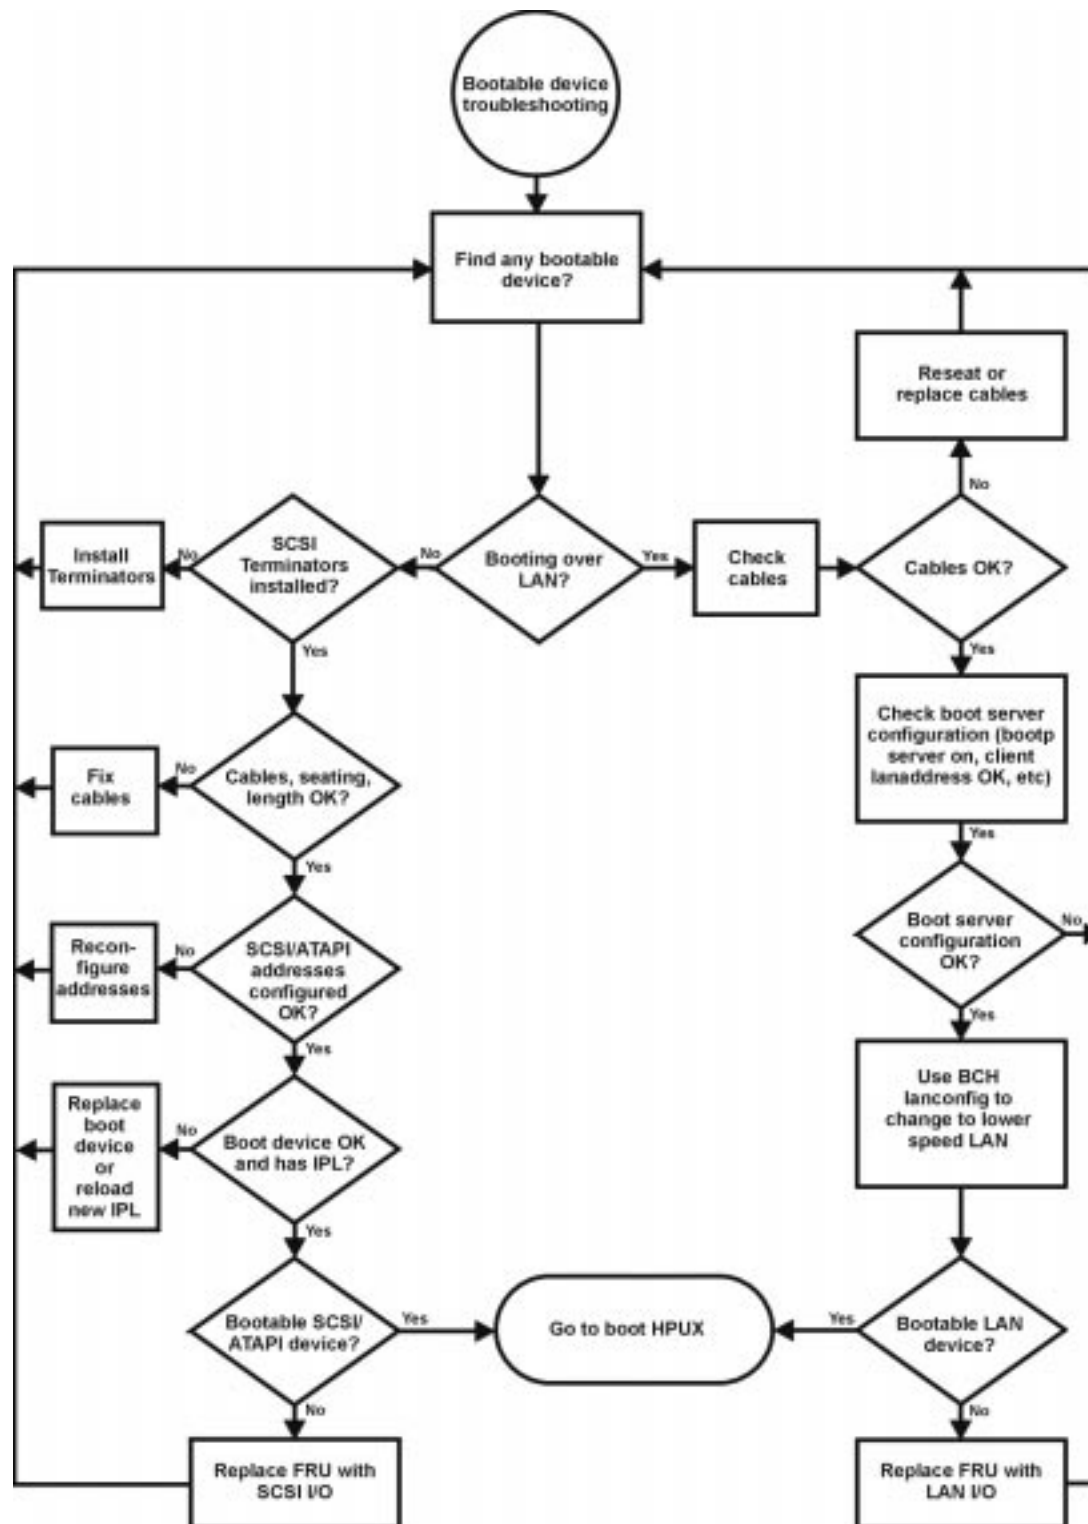 Bootable device
troubleshooting
Find any bootable
device?
Reseat or
replace cables
No
Install
Terminators
No
SCSI
Terminators
installed?
No
Booting over
LAN?
Yes
Check
cables
Cables OK?
Yes
Yes
Check boot server
configuration (bootp
server on, client
lanaddress OK, etc)
Fix
cables
No
Cables, seating,
length OK?
Yes
Yes
Recon-
figure
addresses
No
SCSI/ATAPI
addresses
configured
OK?
Boot server
configuration
OK?
No
Yes
Yes
Use BCH
lanconfig to
change to lower
speed LAN
Replace
boot
device
or
reload
new IPL
No
Boot device OK
and has IPL?
Yes
Bootable SCSI/
ATAPI device?
Yes
Go to boot HPUX
Yes
Bootable LAN
device?
No
No
Replace FRU with
SCSI I/O
Replace FRU with
LAN I/O